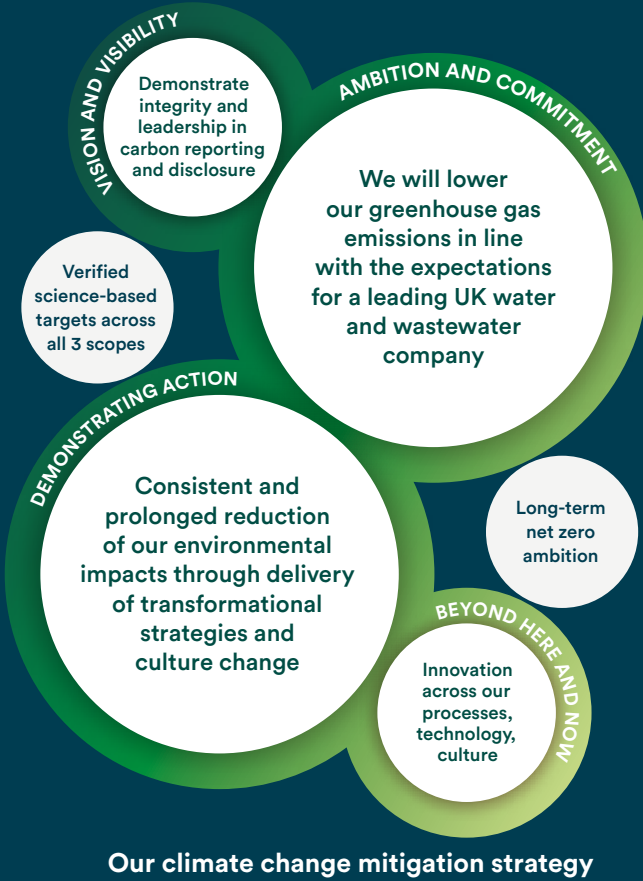 VISION AND VISIBILITY
Demonstrate
integrity and
leadership in
carbon reporting
and disclosure
AMBITION AND COMMITMENT
We will lower
our greenhouse gas
emissions in line
with the expectations
for a leading UK water
and wastewater
company
Verified
science-based
targets across
all 3 scopes
DEMONSTRATING ACTION
Consistent and
prolonged reduction
of our environmental
impacts through delivery
of transformational
strategies and
culture change
Long-term
net zero
ambition
BEYOND HERE AND NOW
Innovation
across our
processes,
technology,
culture
Our climate change mitigation strategy